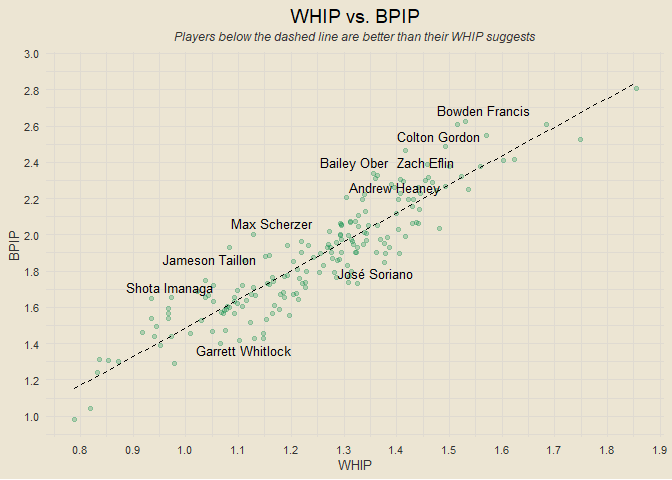 WHIP vs. BPIP
Players below the dashed line are better than their WHIP suggests
3.0
2.8
2.6
2.4
2.2
2.0
1.8
1.6
1.4
1.2
1.0
BPIP
Bowden Francis
Colton Gordon
Bailey Ober
Zach Eflin
Andrew Heaney
Max Scherzer
Jameson Taillon
José Soriano
Shota Imanaga
Garrett Whitlock
0.8 0.9 1.0 1.1 1.2 1.3 1.4 1.5 1.6 1.7 1.8 1.9
WHIP